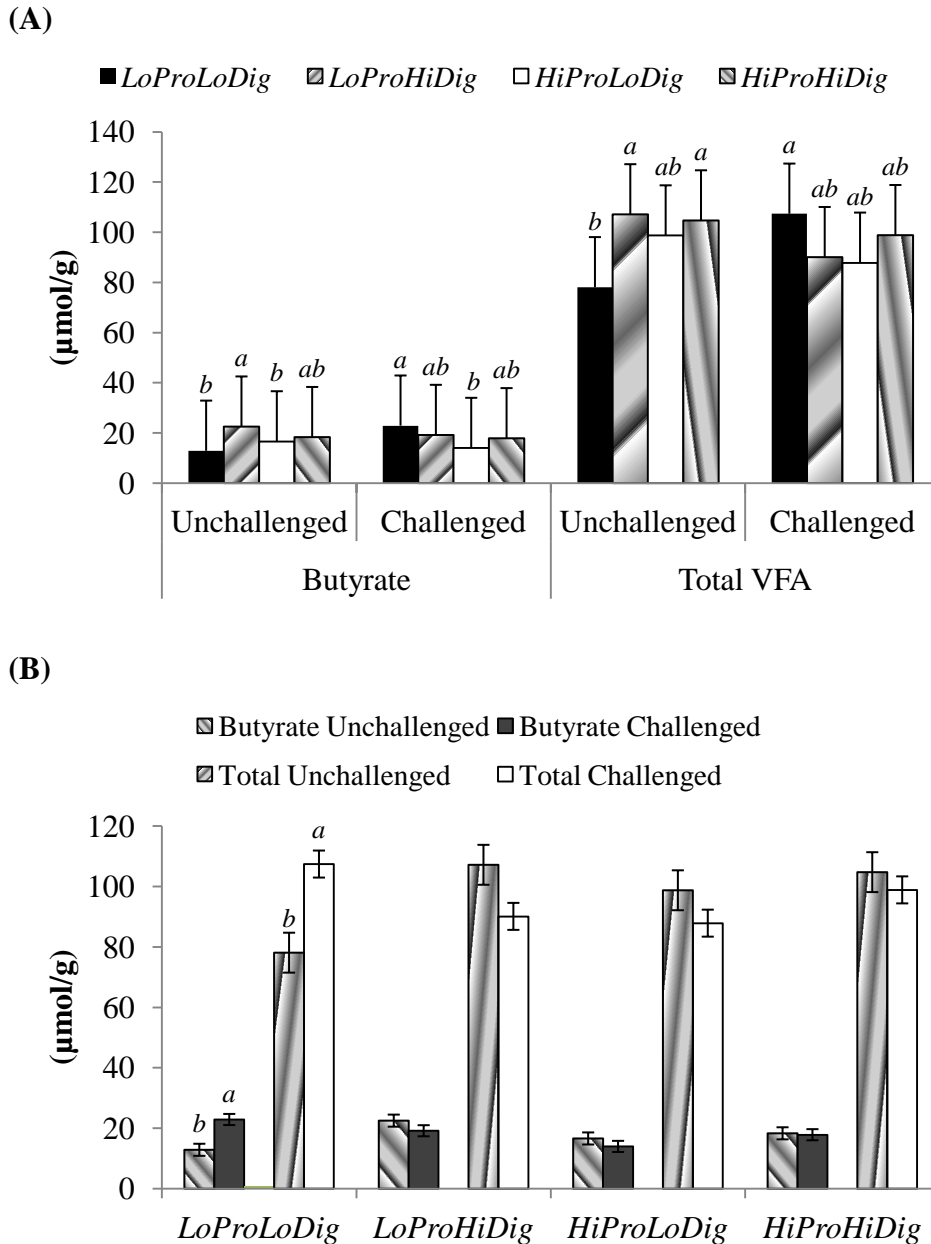 (A)
LoProLoDig LoProHiDig HiProLoDig HiProHiDig
140
120
100
80
60
40
20
0
(µmol/g)
b a b ab a ab b ab b a ab a a ab ab ab
Unchallenged Challenged Unchallenged Challenged
Butyrate Total VFA
(B)
Butyrate Unchallenged Butyrate Challenged
Total Unchallenged Total Challenged
120
100
80
60
40
20
0
(µmol/g)
b a b a
LoProLoDig LoProHiDig HiProLoDig HiProHiDig